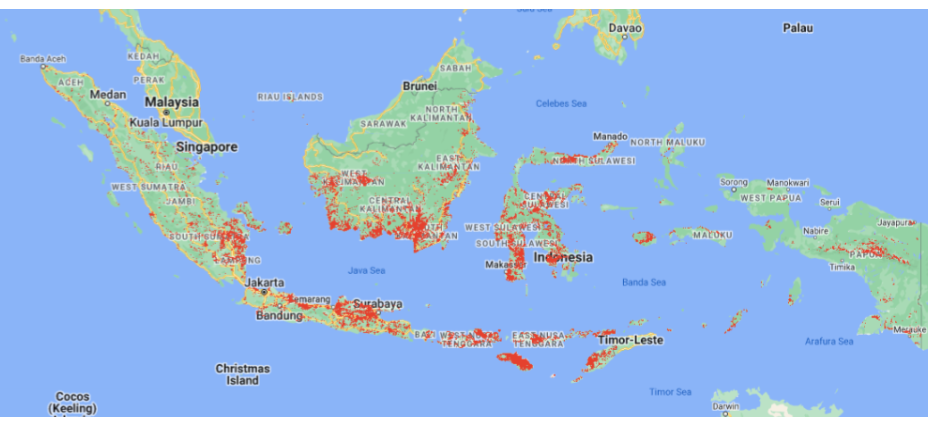 Davao
Palau
Banda Aceh
KEDAH
SABAH
ACEH
PERAK
Medan
Malaysia
Brunei
RIAU ISLANDS
Celebes Sea
NORTH
KALIMANTAN
Kuala Lumpur
SARAWAK
Manado
NORTH MALUKU
Singapore
RIAU
WEST
KALIMANTAN
EAST
KALIMANTAN
NORTH SULAWESI
WEST SUMATRA
Sorong
Manokwari
JAMBI
CENTRAL
KALIMANTAN
CENTRAL
SULAWESI
WEST PAPUA
Serui
SOUTH SUMATRA
SOUTH
KALIMANTAN
WEST SULAWESI
SOUTH SULAWESI
MALUKU
Nabire
Jayapura
LAMPUNG
Makassar
Indonesia
PAPUA
Timika
Java Sea
Banda Sea
Jakarta
Semarang
Surabaya
Bandung
BALI
WEST NUSA
TENGGARA
EAST NUSA
TENGGARA
Timor-Leste
Merauke
Arafura Sea
Christmas
Island
Cocos
(Keeling)
Timor Sea
Darwin